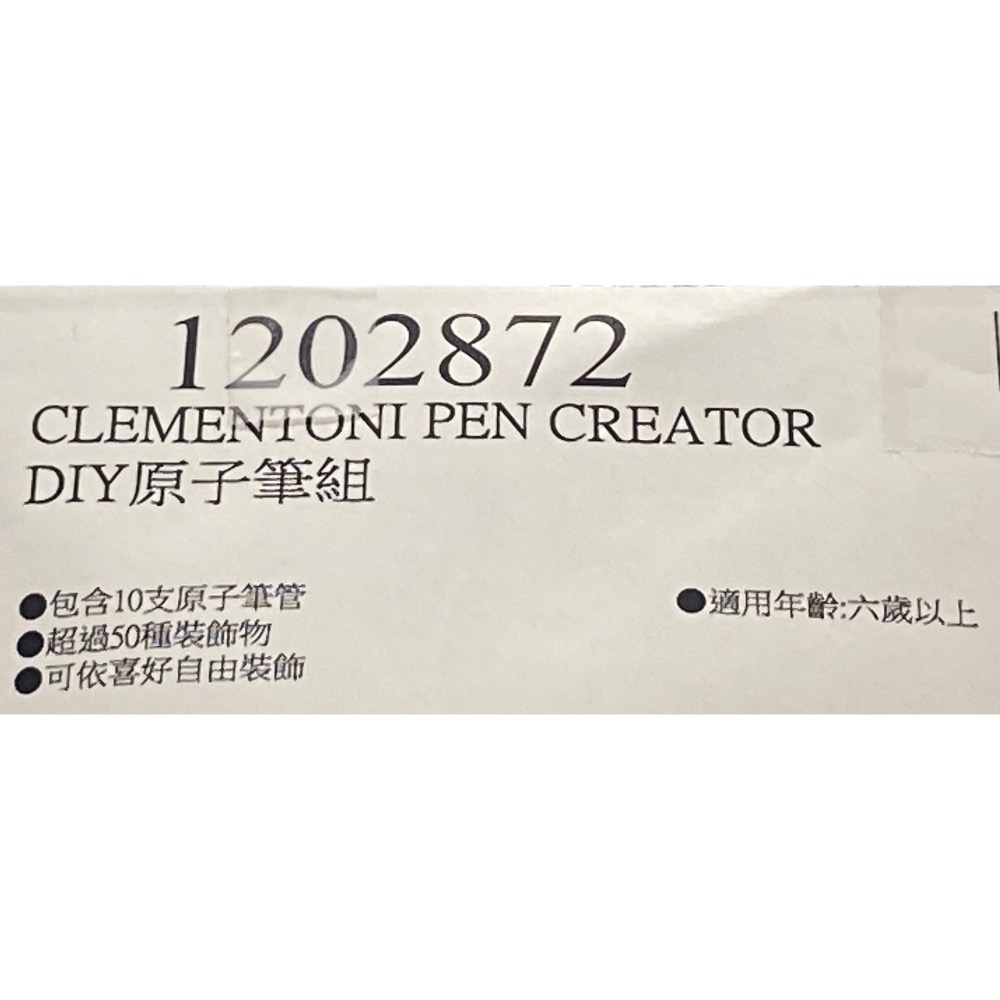 1202872
CLEMENTONI PEN CREATOR
DIY原子筆組
●包含10支原子筆管
●超過50種裝飾物
●可依喜好自由裝飾
●適用年齡:六歲以上